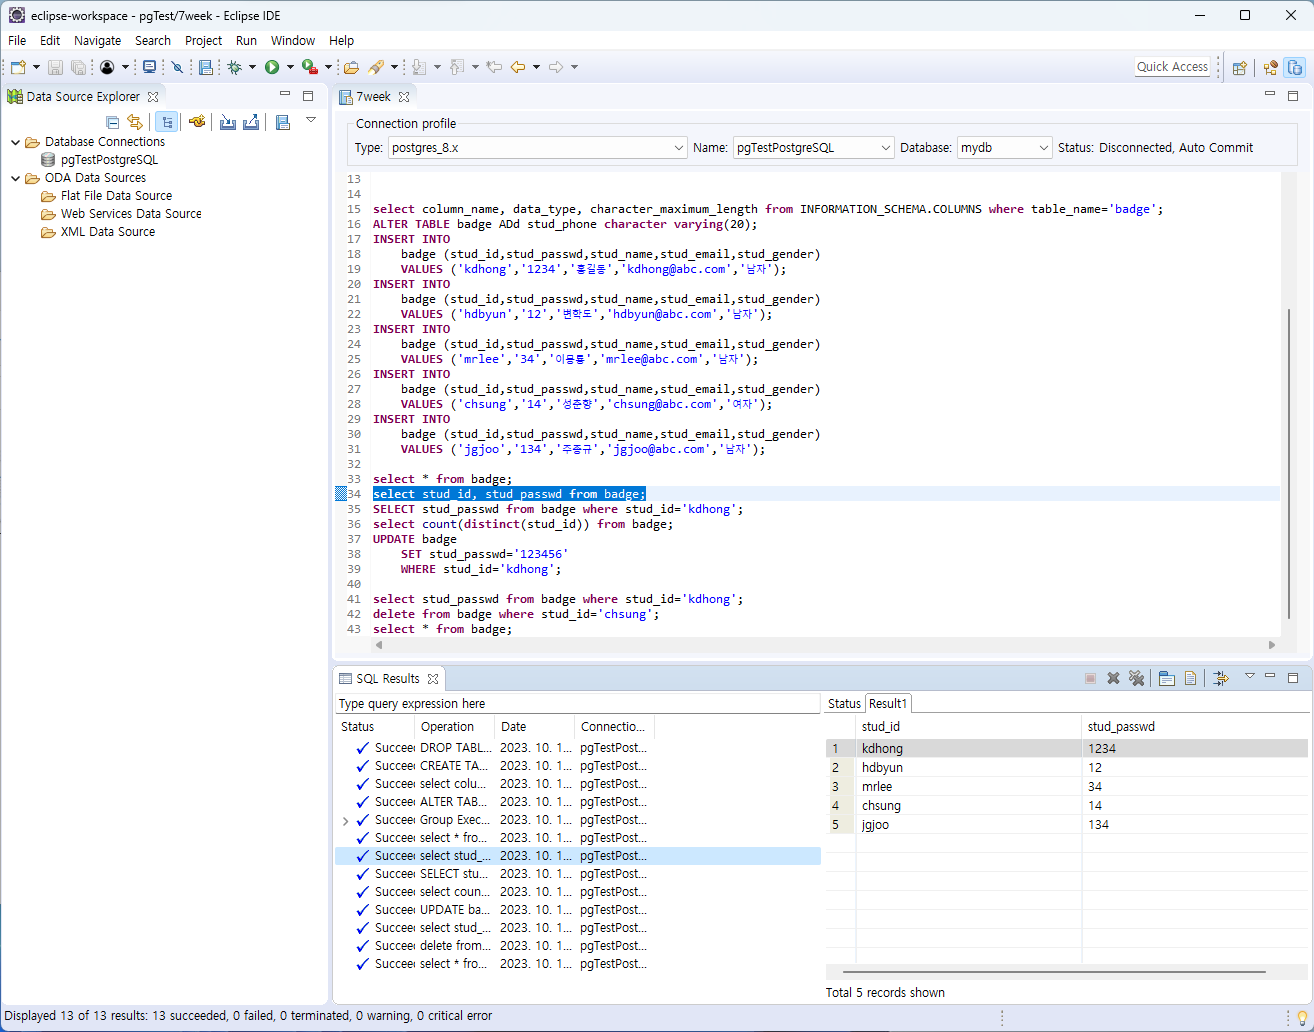 eclipse-workspace - pgTest/7week - Eclipse IDE
File Edit Navigate Search Project Run Window Help
Quick Access
Data Source Explorer
Database Connections
pgTestPostgreSQL
ODA Data Sources
Flat File Data Source
Web Services Data Source
XML Data Source
7week
Connection profile
Type: postgres_8.x Name: pgTestPostgreSQL Database: mydb Status: Disconnected, Auto Commit
13
14
15 select column_name, data_type, character_maximum_length from INFORMATION_SCHEMA.COLUMNS where table_name='badge';
16 ALTER TABLE badge ADd stud_phone character varying(20);
17 INSERT INTO
18 badge (stud_id,stud_passwd,stud_name,stud_email,stud_gender)
19 VALUES ('kdhong','1234','홍길동','kdhong@abc.com','남자');
20 INSERT INTO
21 badge (stud_id,stud_passwd,stud_name,stud_email,stud_gender)
22 VALUES ('hdbyun','12','변학도','hdbyun@abc.com','남자');
23 INSERT INTO
24 badge (stud_id,stud_passwd,stud_name,stud_email,stud_gender)
25 VALUES ('mrlee','34','이몽룡','mrlee@abc.com','남자');
26 INSERT INTO
27 badge (stud_id,stud_passwd,stud_name,stud_email,stud_gender)
28 VALUES ('chsung','14','성춘향','chsung@abc.com','여자');
29 INSERT INTO
30 badge (stud_id,stud_passwd,stud_name,stud_email,stud_gender)
31 VALUES ('jgjoo','134','주종규','jgjoo@abc.com','남자');
32
33 select * from badge;
34 select stud_id, stud_passwd from badge;
35 SELECT stud_passwd from badge where stud_id='kdhong';
36 select count(distinct(stud_id)) from badge;
37 UPDATE badge
38 SET stud_passwd='123456'
39 WHERE stud_id='kdhong';
40
41 select stud_passwd from badge where stud_id='kdhong';
42 delete from badge where stud_id='chsung';
43 select * from badge;
SQL Results
Type query expression here
Status Operation Date Connectio...
Succee DROP TABL... 2023. 10. 1... pgTestPost...
Succee CREATE TA... 2023. 10. 1... pgTestPost...
Succee select colu... 2023. 10. 1... pgTestPost...
Succee ALTER TAB... 2023. 10. 1... pgTestPost...
Succee Group Exec... 2023. 10. 1... pgTestPost...
Succee select * fro... 2023. 10. 1... pgTestPost...
Succee select stud_... 2023. 10. 1... pgTestPost...
Succee SELECT stu... 2023. 10. 1... pgTestPost...
Succee select coun... 2023. 10. 1... pgTestPost...
Succee UPDATE ba... 2023. 10. 1... pgTestPost...
Succee select stud_... 2023. 10. 1... pgTestPost...
Succee delete from... 2023. 10. 1... pgTestPost...
Succee select * fro... 2023. 10. 1... pgTestPost...
Status Result1
stud_id stud_passwd
1 kdhong 1234
2 hdbyun 12
3 mrlee 34
4 chsung 14
5 jgjoo 134
Total 5 records shown
Displayed 13 of 13 results: 13 succeeded, 0 failed, 0 terminated, 0 warning, 0 critical error